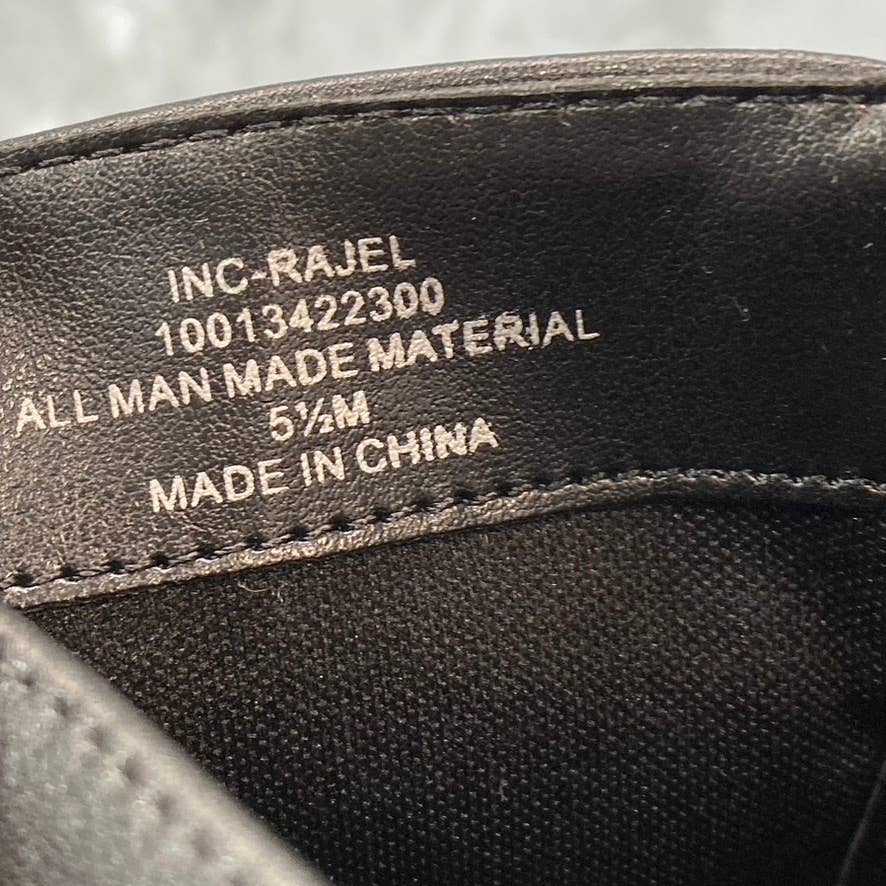 INC-RAJEL
10013422300
ALL MAN MADE MATERIAL
5½M
MADE IN CHINA